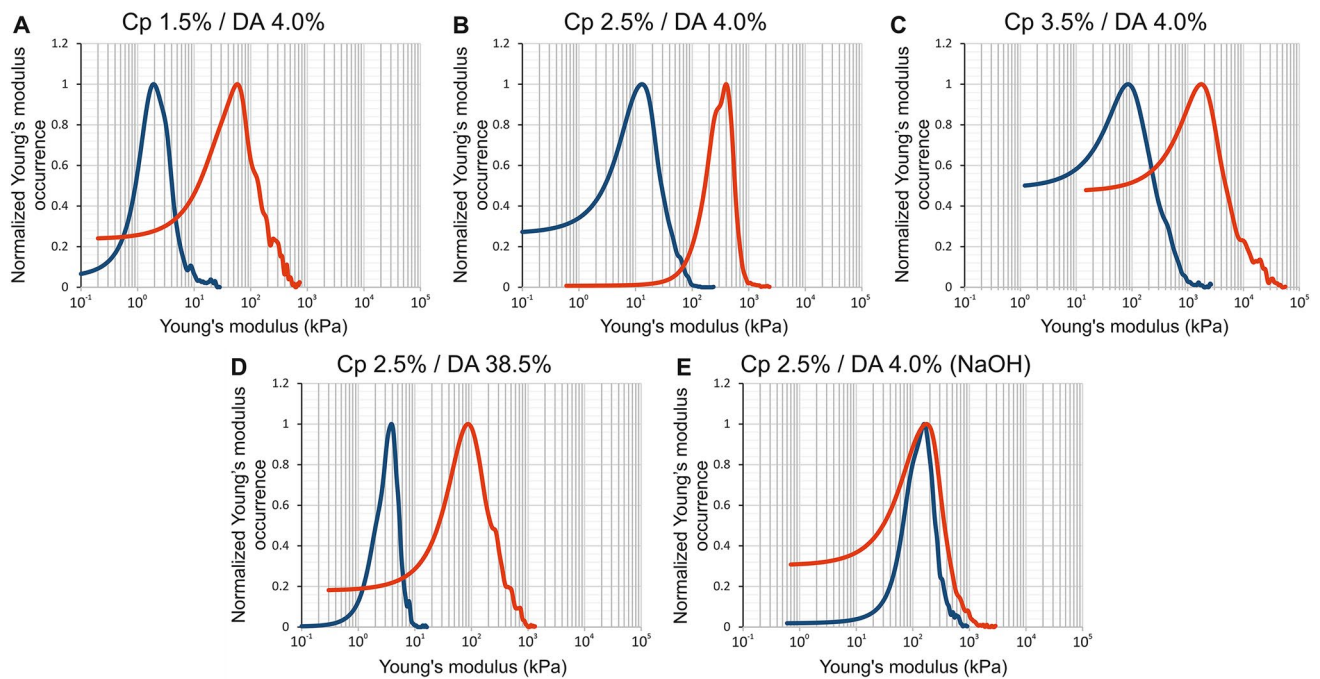 A
Cp 1.5% / DA 4.0%
Normalized Young's modulus
occurrence
1.2
1
0.8
0.6
0.4
0.2
0
10-1 100 101 102 103 104 105
Young's modulus (kPa)
B
Cp 2.5% / DA 4.0%
Normalized Young's modulus
occurrence
1.2
1
0.8
0.6
0.4
0.2
0
10-1 100 101 102 103 104 105
Young's modulus (kPa)
C
Cp 3.5% / DA 4.0%
Normalized Young's modulus
occurrence
1.2
1
0.8
0.6
0.4
0.2
0
10-1 100 101 102 103 104 105
Young's modulus (kPa)
D
Cp 2.5% / DA 38.5%
Normalized Young's modulus
occurrence
1.2
1
0.8
0.6
0.4
0.2
0
10-1 100 101 102 103 104 105
Young's modulus (kPa)
E
Cp 2.5% / DA 4.0% (NaOH)
Normalized Young's modulus
occurrence
1.2
1
0.8
0.6
0.4
0.2
0
10-1 100 101 102 103 104 105
Young's modulus (kPa)